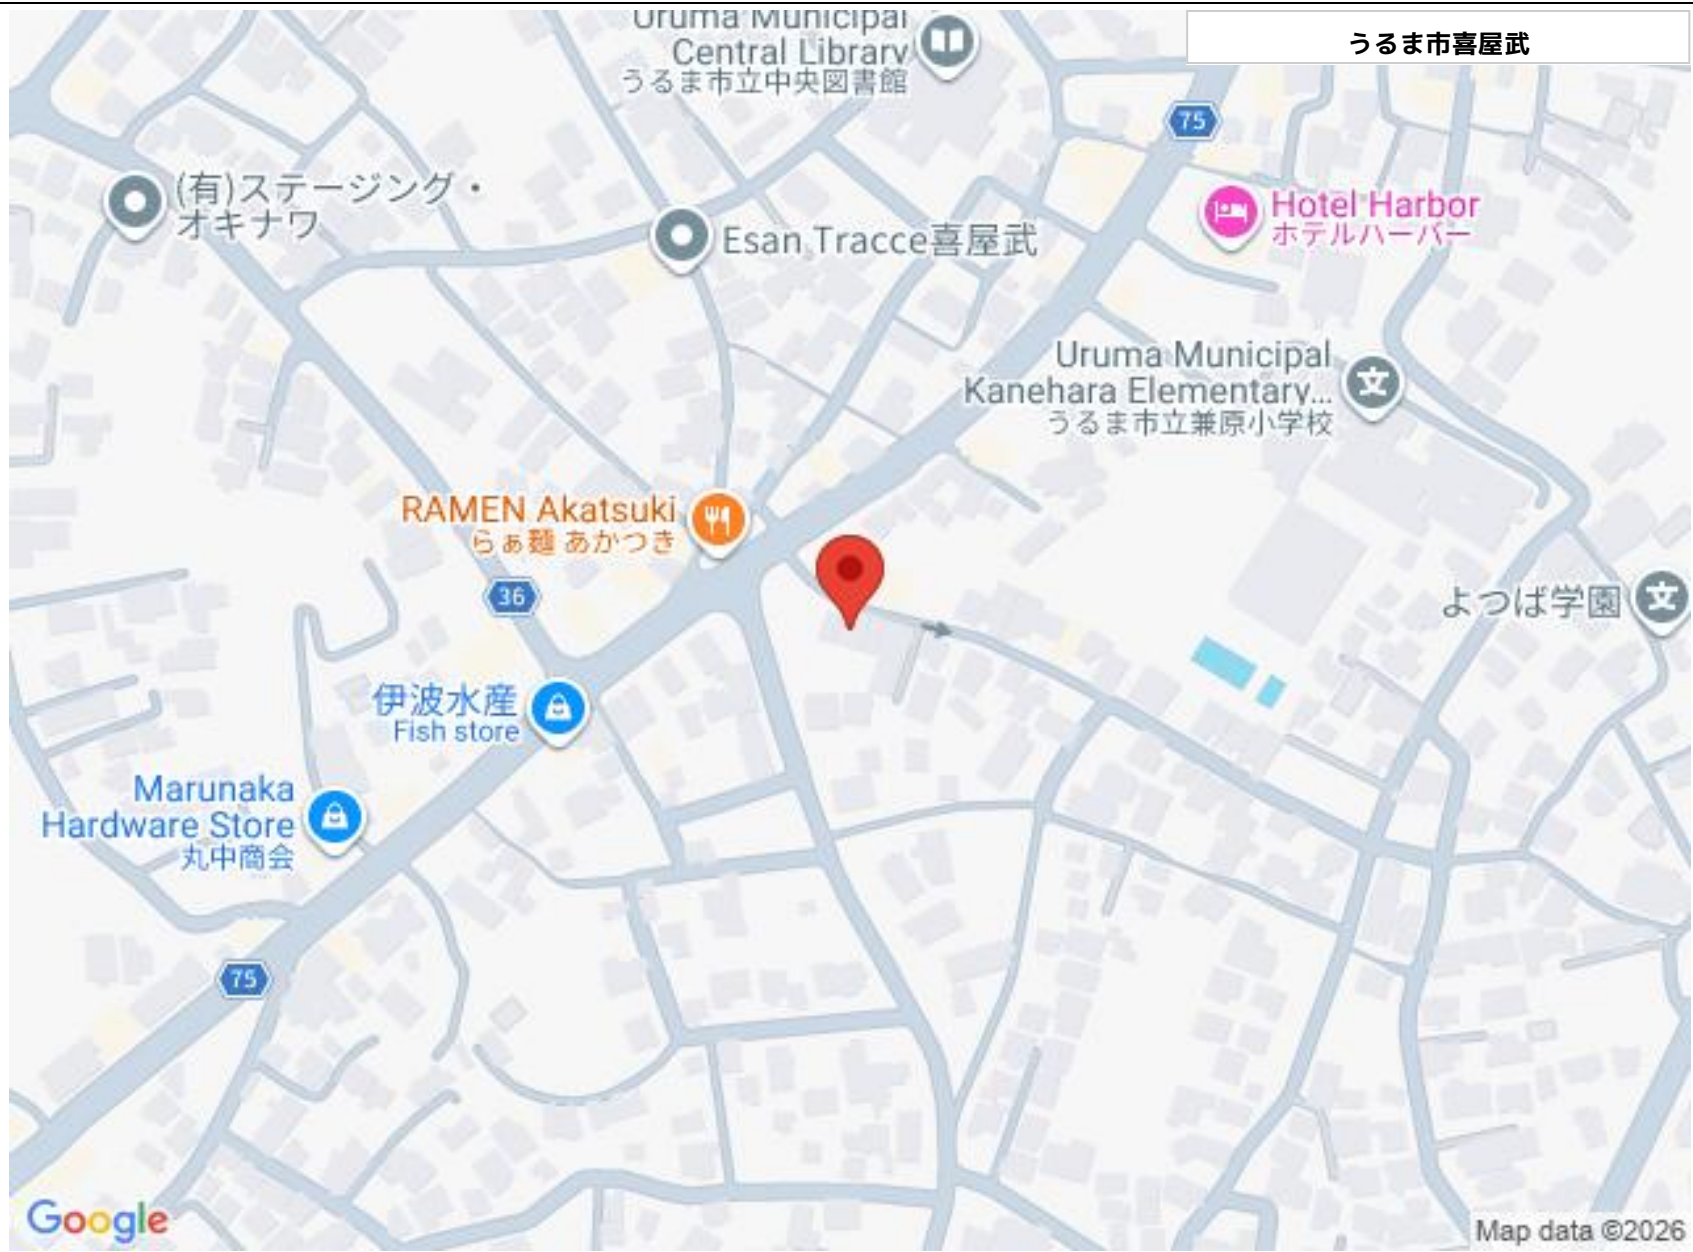 Uruma Municipal
Central Library
うるま市立中央図書館
うるま市喜屋武
75
(有)ステージング・
オキナワ
Esan Tracce喜屋武
Hotel Harbor
ホテルハーバー
Uruma Municipal
Kanehara Elementary...
うるま市立兼原小学校
文
RAMEN Akatsuki
らぁ麺 あかつき
36
よつば学園
文
伊波水産
Fish store
Marunaka
Hardware Store
丸中商会
75
Google
Map data ©2026